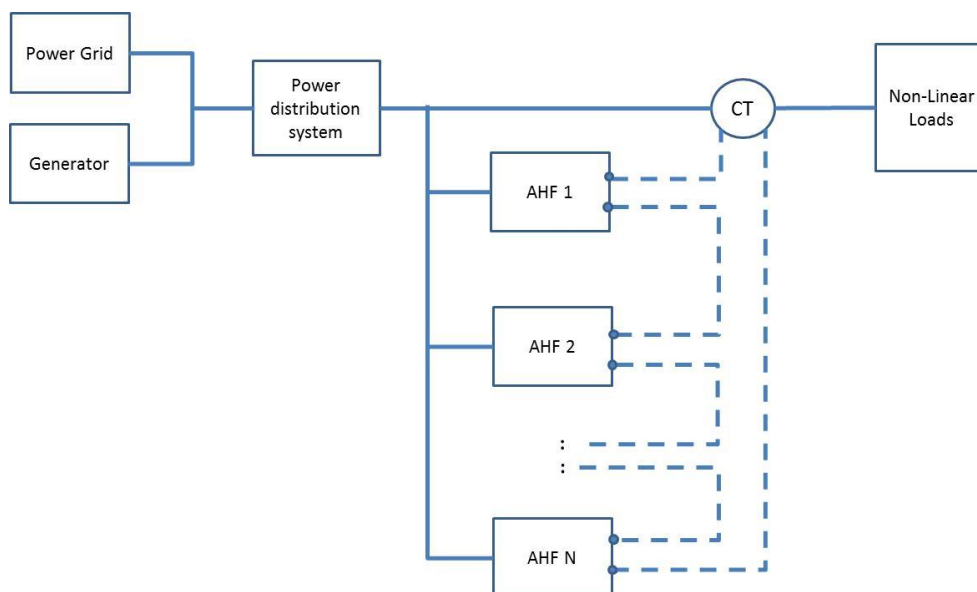 Power Grid
Generator
Power
distribution
system
CT
Non-Linear
Loads
AHF 1
AHF 2
:
:
AHF N